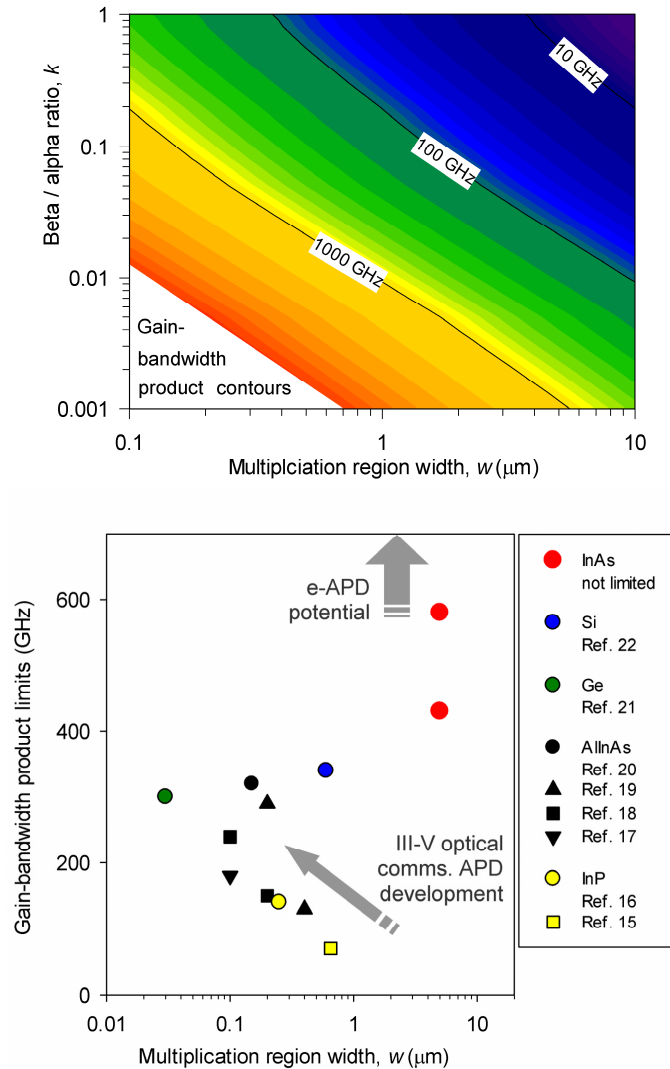 1
0.1
0.01
0.001
Beta / alpha ratio, k
10 GHz
100 GHz
1000 GHz
Gain-
bandwidth
product contours
0.1
1
10
Multiplciation region width, w (μm)
Gain-bandwidth product limits (GHz)
600
400
200
0
e-APD
potential
III-V optical
comms. APD
development
0.01
0.1
1
10
Multiplication region width, w (μm)
InAs
not limited
Si
Ref. 22
Ge
Ref. 21
AlInAs
Ref. 20
Ref. 19
Ref. 18
Ref. 17
InP
Ref. 16
Ref. 15